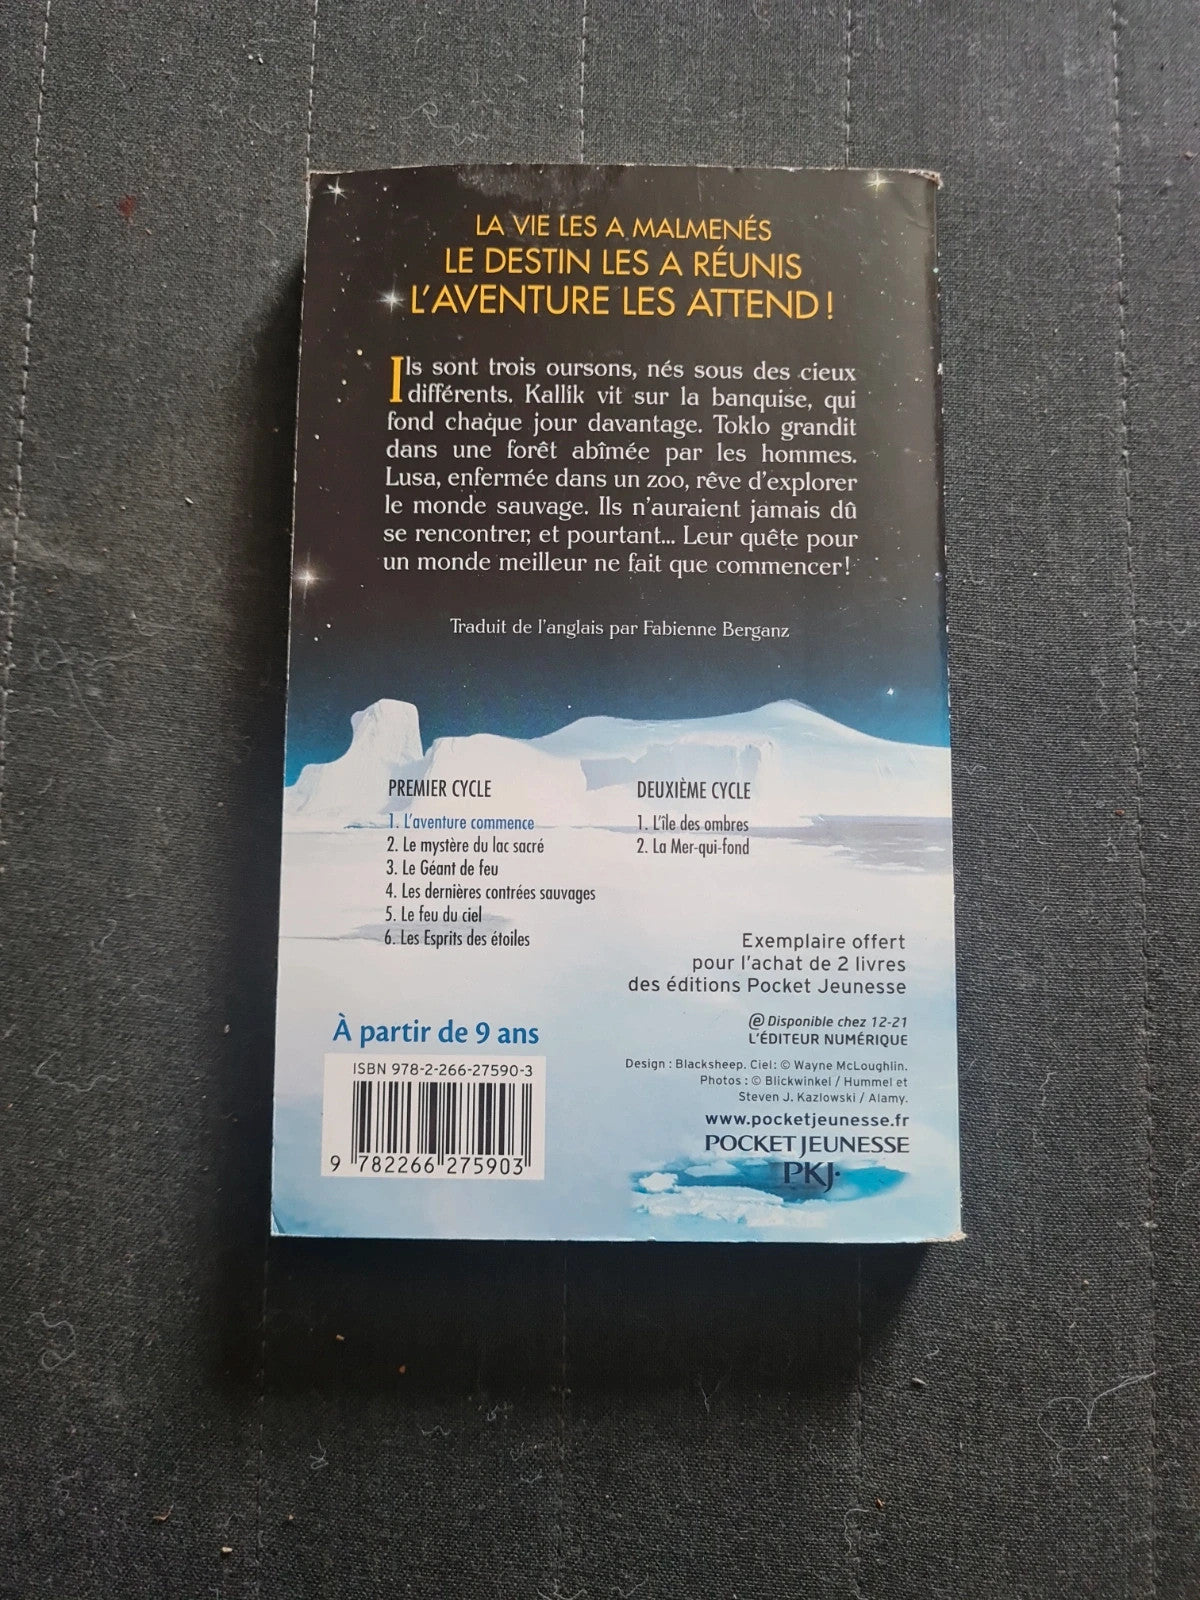 LA VIE LES A MALMENÉS
LE DESTIN LES A RÉUNIS
L'AVENTURE LES ATTEND !
Ils sont trois oursons, nés sous des cieux
différents. Kallik vit sur la banquise, qui
fond chaque jour davantage. Toklo grandit
dans une forêt abîmée par les hommes.
Lusa, enfermée dans un zoo, rêve d'explorer
le monde sauvage. Ils n'auraient jamais dû
se rencontrer, et pourtant... Leur quête pour
un monde meilleur ne fait que commencer !
Traduit de l'anglais par Fabienne Berganz
PREMIER CYCLE
1. L'aventure commence
2. Le mystère du lac sacré
3. Le Géant de feu
4. Les dernières contrées sauvages
5. Le feu du ciel
6. Les Esprits des étoiles
DEUXIÈME CYCLE
1. L'île des ombres
2. La Mer-qui-fond
Exemplaire offert
pour l'achat de 2 livres
des éditions Pocket Jeunesse
@ Disponible chez 12-21
L'ÉDITEUR NUMÉRIQUE
À partir de 9 ans
ISBN 978-2-266-27590-3
9 782266 275903
Design : Blacksheep. Ciel : © Wayne McLoughlin.
Photos : © Blickwinkel / Hummel et
Steven J. Kazlowski / Alamy.
www.pocketjeunesse.fr
POCKET JEUNESSE
PKJ·